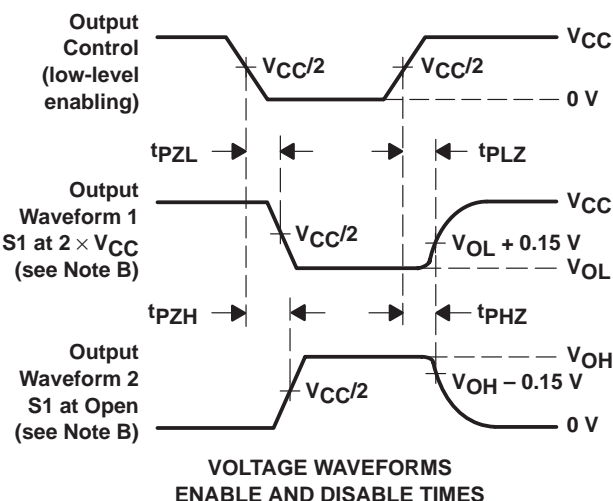 Output
Control
(low-level
enabling)
VCC/2
VCC/2
VCC
0 V
tPZL
tPLZ
Output
Waveform 1
S1 at 2 × VCC
(see Note B)
VCC/2
VCC
VOL + 0.15 V
VOL
tPZH
tPHZ
Output
Waveform 2
S1 at Open
(see Note B)
VCC/2
VOH
VOH − 0.15 V
0 V
VOLTAGE WAVEFORMS
ENABLE AND DISABLE TIMES